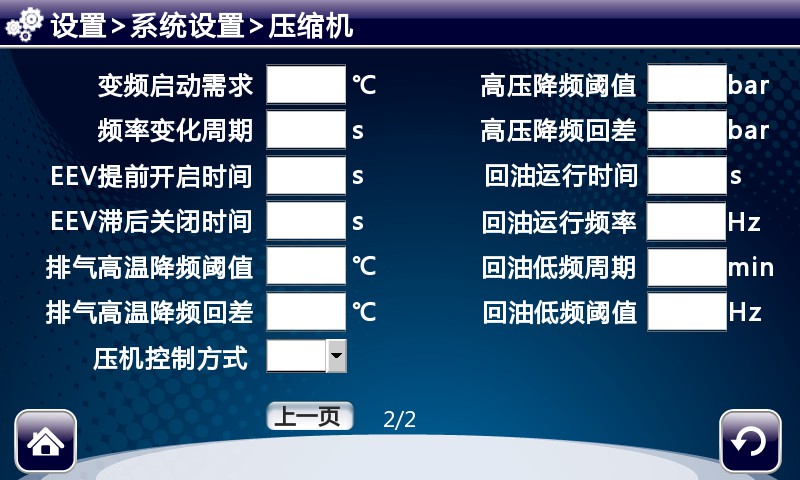 设置>系统设置>压缩机
变频启动需求 ℃ 高压降频阈值 bar
频率变化周期 s 高压降频回差 bar
EEV提前开启时间 s 回油运行时间 s
EEV滞后关闭时间 s 回油运行频率 Hz
排气高温降频阈值 ℃ 回油低频周期 min
排气高温降频回差 ℃ 回油低频阈值 Hz
压机控制方式
上一页 2/2